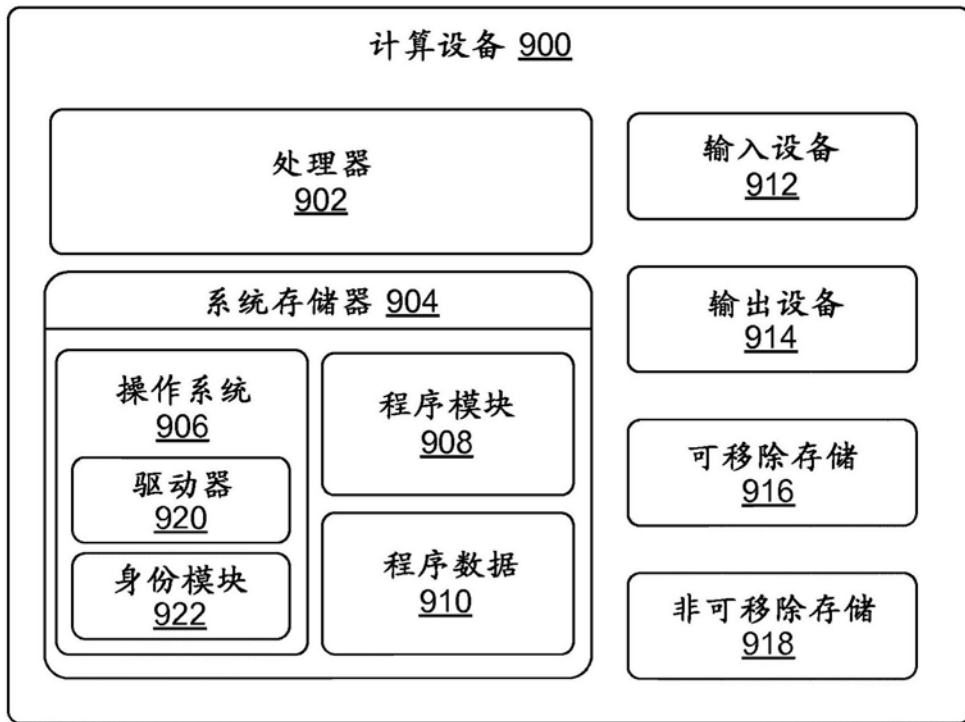 计算设备 900
处理器
902
系统存储器 904
操作系统
906
驱动器
920
身份模块
922
程序模块
908
程序数据
910
输入设备
912
输出设备
914
可移除存储
916
非可移除存储
918